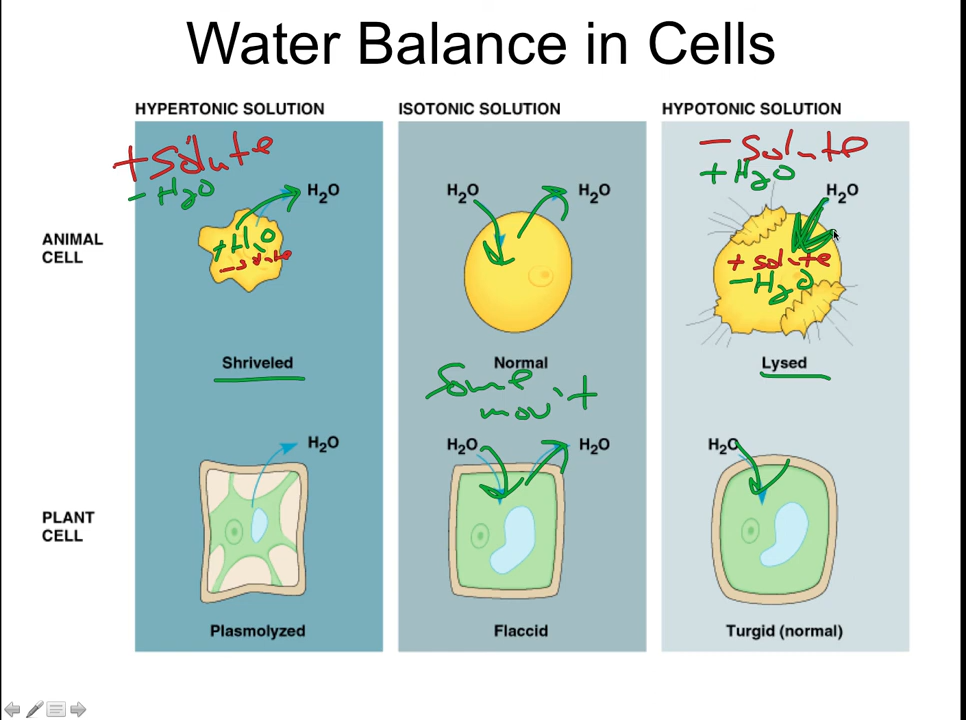 Water Balance in Cells
HYPERTONIC SOLUTION
ISOTONIC SOLUTION
HYPOTONIC SOLUTION
+ solute
- H2O
H2O
H2O
H2O
- solute
+ H2O
H2O
ANIMAL
CELL
+ H2O
- solute
+ solute
- H2O
Shriveled
Normal
Lysed
Some
mov
H2O
H2O
H2O
H2O
PLANT
CELL
Plasmolyzed
Flaccid
Turgid (normal)